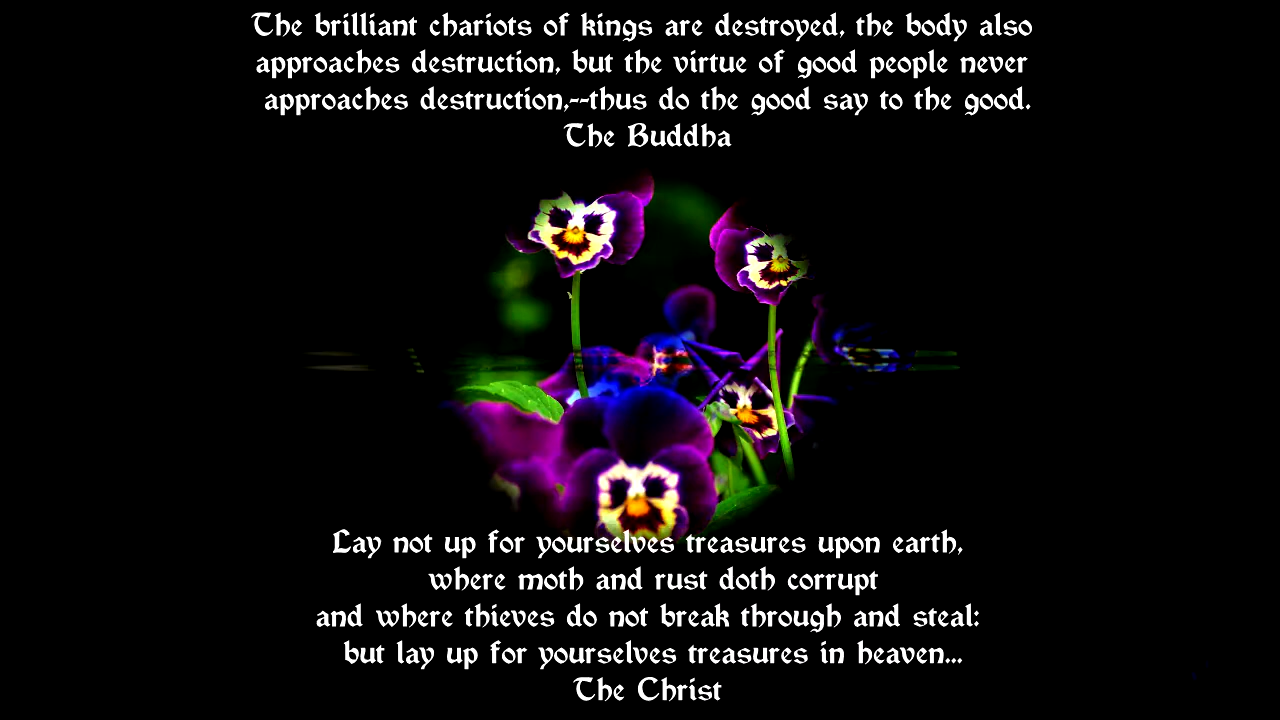 The brilliant chariots of kings are destroyed, the body also
approaches destruction, but the virtue of good people never
approaches destruction,--thus do the good say to the good.
The Buddha
Lay not up for yourselves treasures upon earth,
where moth and rust doth corrupt
and where thieves do not break through and steal:
but lay up for yourselves treasures in heaven...
The Christ